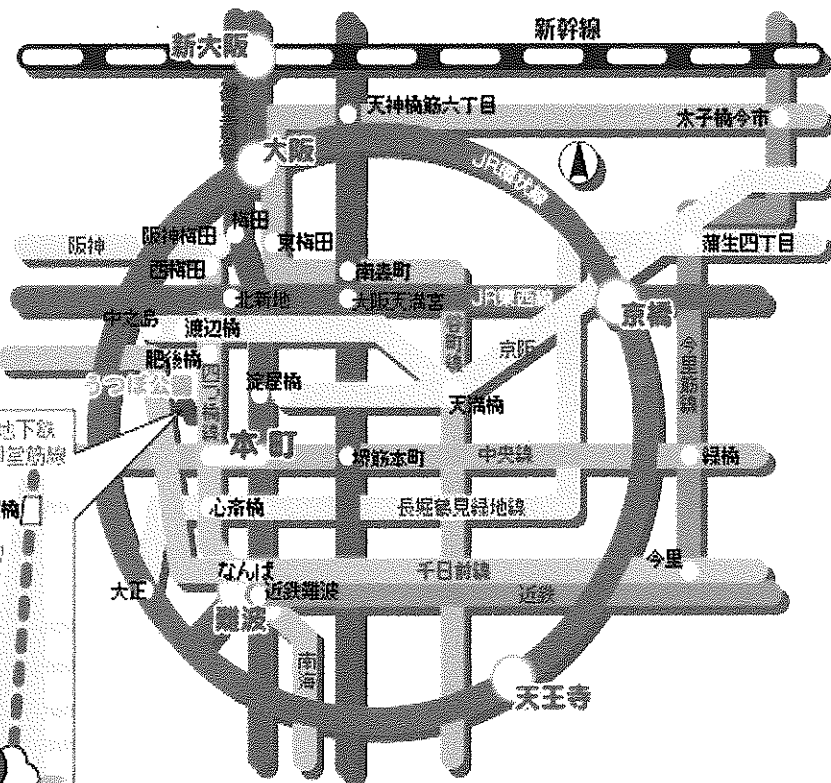 新幹線
新大阪
天神橋筋六丁目
太子橋今市
大阪
JR環状線
梅田
阪神梅田
東梅田
阪神
西梅田
南森町
蒲生四丁目
北新地
大阪天満宮
JR東西線
京橋
中之島
渡辺橋
谷町線
京阪
今里筋線
肥後橋
四つ橋線
淀屋橋
天満橋
うつぼ公園
地下鉄
本町
堺筋本町
中央線
緑橋
心斎橋
長堀鶴見緑地線
なんば
千日前線
今里
大正
近鉄難波
近鉄
難波
南海
天王寺